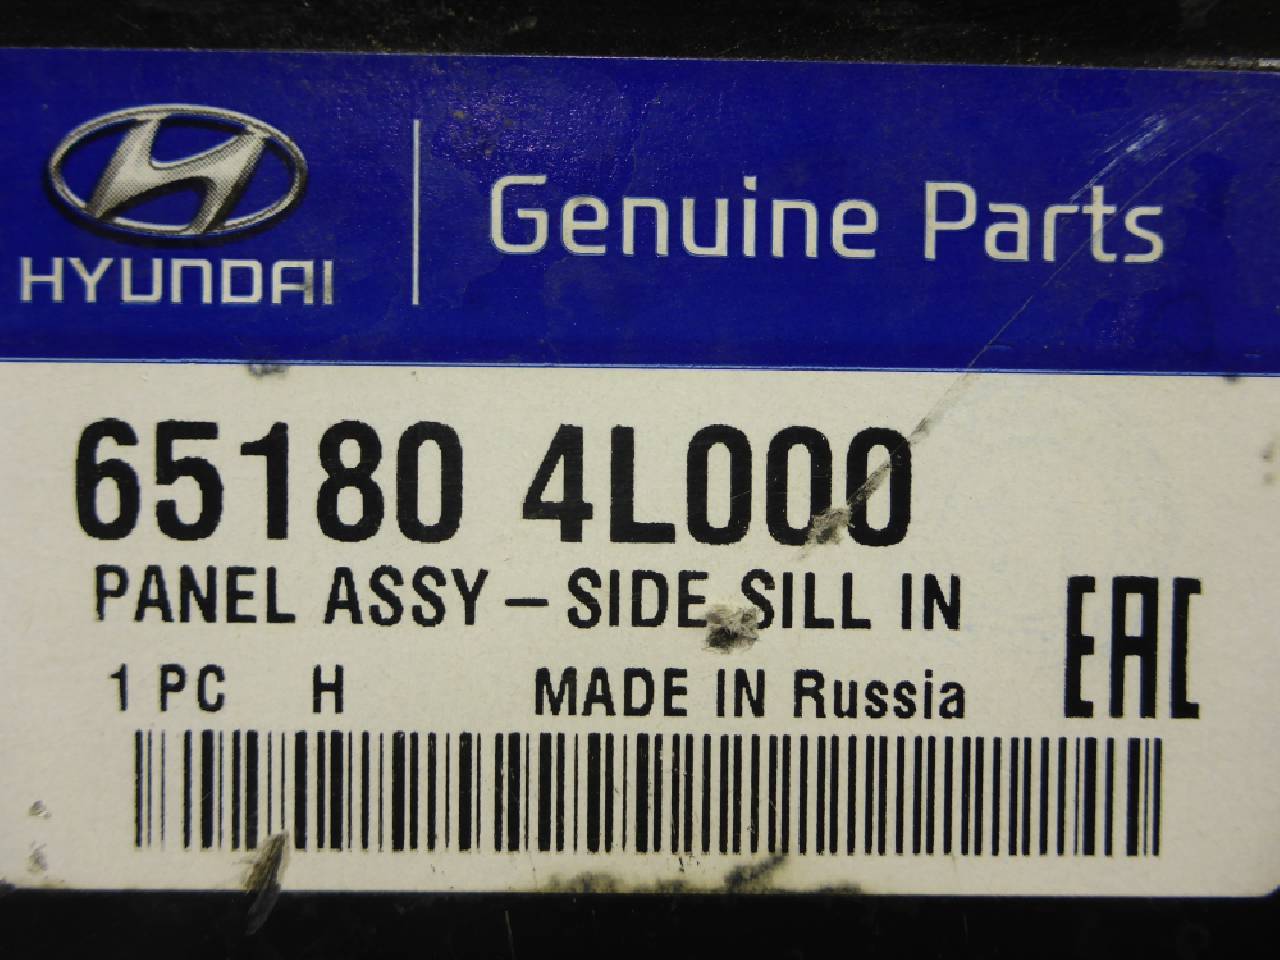 HYUNDAI
Genuine Parts
65180 4L000
PANEL ASSY – SIDE SILL IN
1 PC H MADE IN Russia
EAC